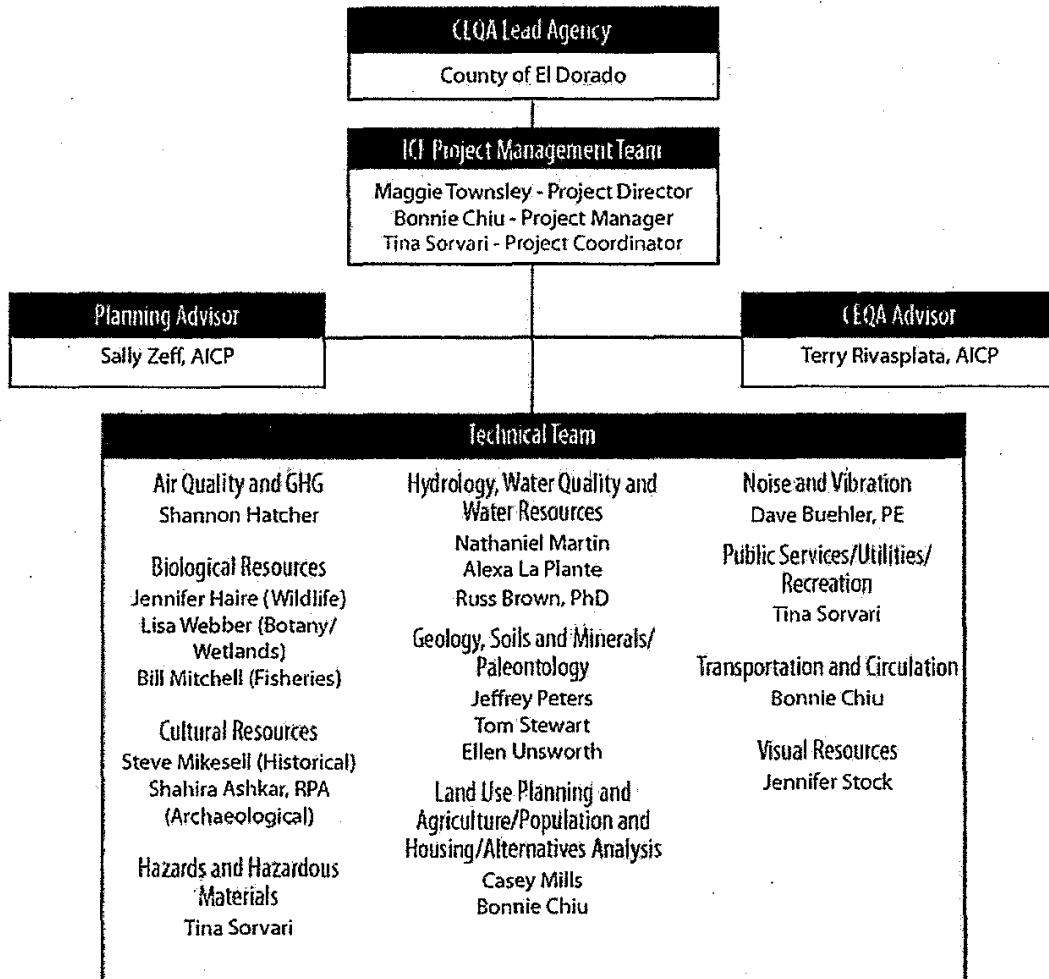 CEQA Lead Agency
County of El Dorado
ICF Project Management Team
Maggie Townsley - Project Director
Bonnie Chiu - Project Manager
Tina Sorvari - Project Coordinator
Planning Advisor
Sally Zeff, AICP
CEQA Advisor
Terry Rivasplata, AICP
Technical Team
Air Quality and GHG
Shannon Hatcher
Biological Resources
Jennifer Haire (Wildlife)
Lisa Webber (Botany/
Wetlands)
Bill Mitchell (Fisheries)
Cultural Resources
Steve Mikesell (Historical)
Shahira Ashkar, RPA
(Archaeological)
Hazards and Hazardous
Materials
Tina Sorvari
Hydrology, Water Quality and
Water Resources
Nathaniel Martin
Alexa La Plante
Russ Brown, PhD
Geology, Soils and Minerals/
Paleontology
Jeffrey Peters
Tom Stewart
Ellen Unsworth
Land Use Planning and
Agriculture/Population and
Housing/Alternatives Analysis
Casey Mills
Bonnie Chiu
Noise and Vibration
Dave Buehler, PE
Public Services/Utilities/
Recreation
Tina Sorvari
Transportation and Circulation
Bonnie Chiu
Visual Resources
Jennifer Stock